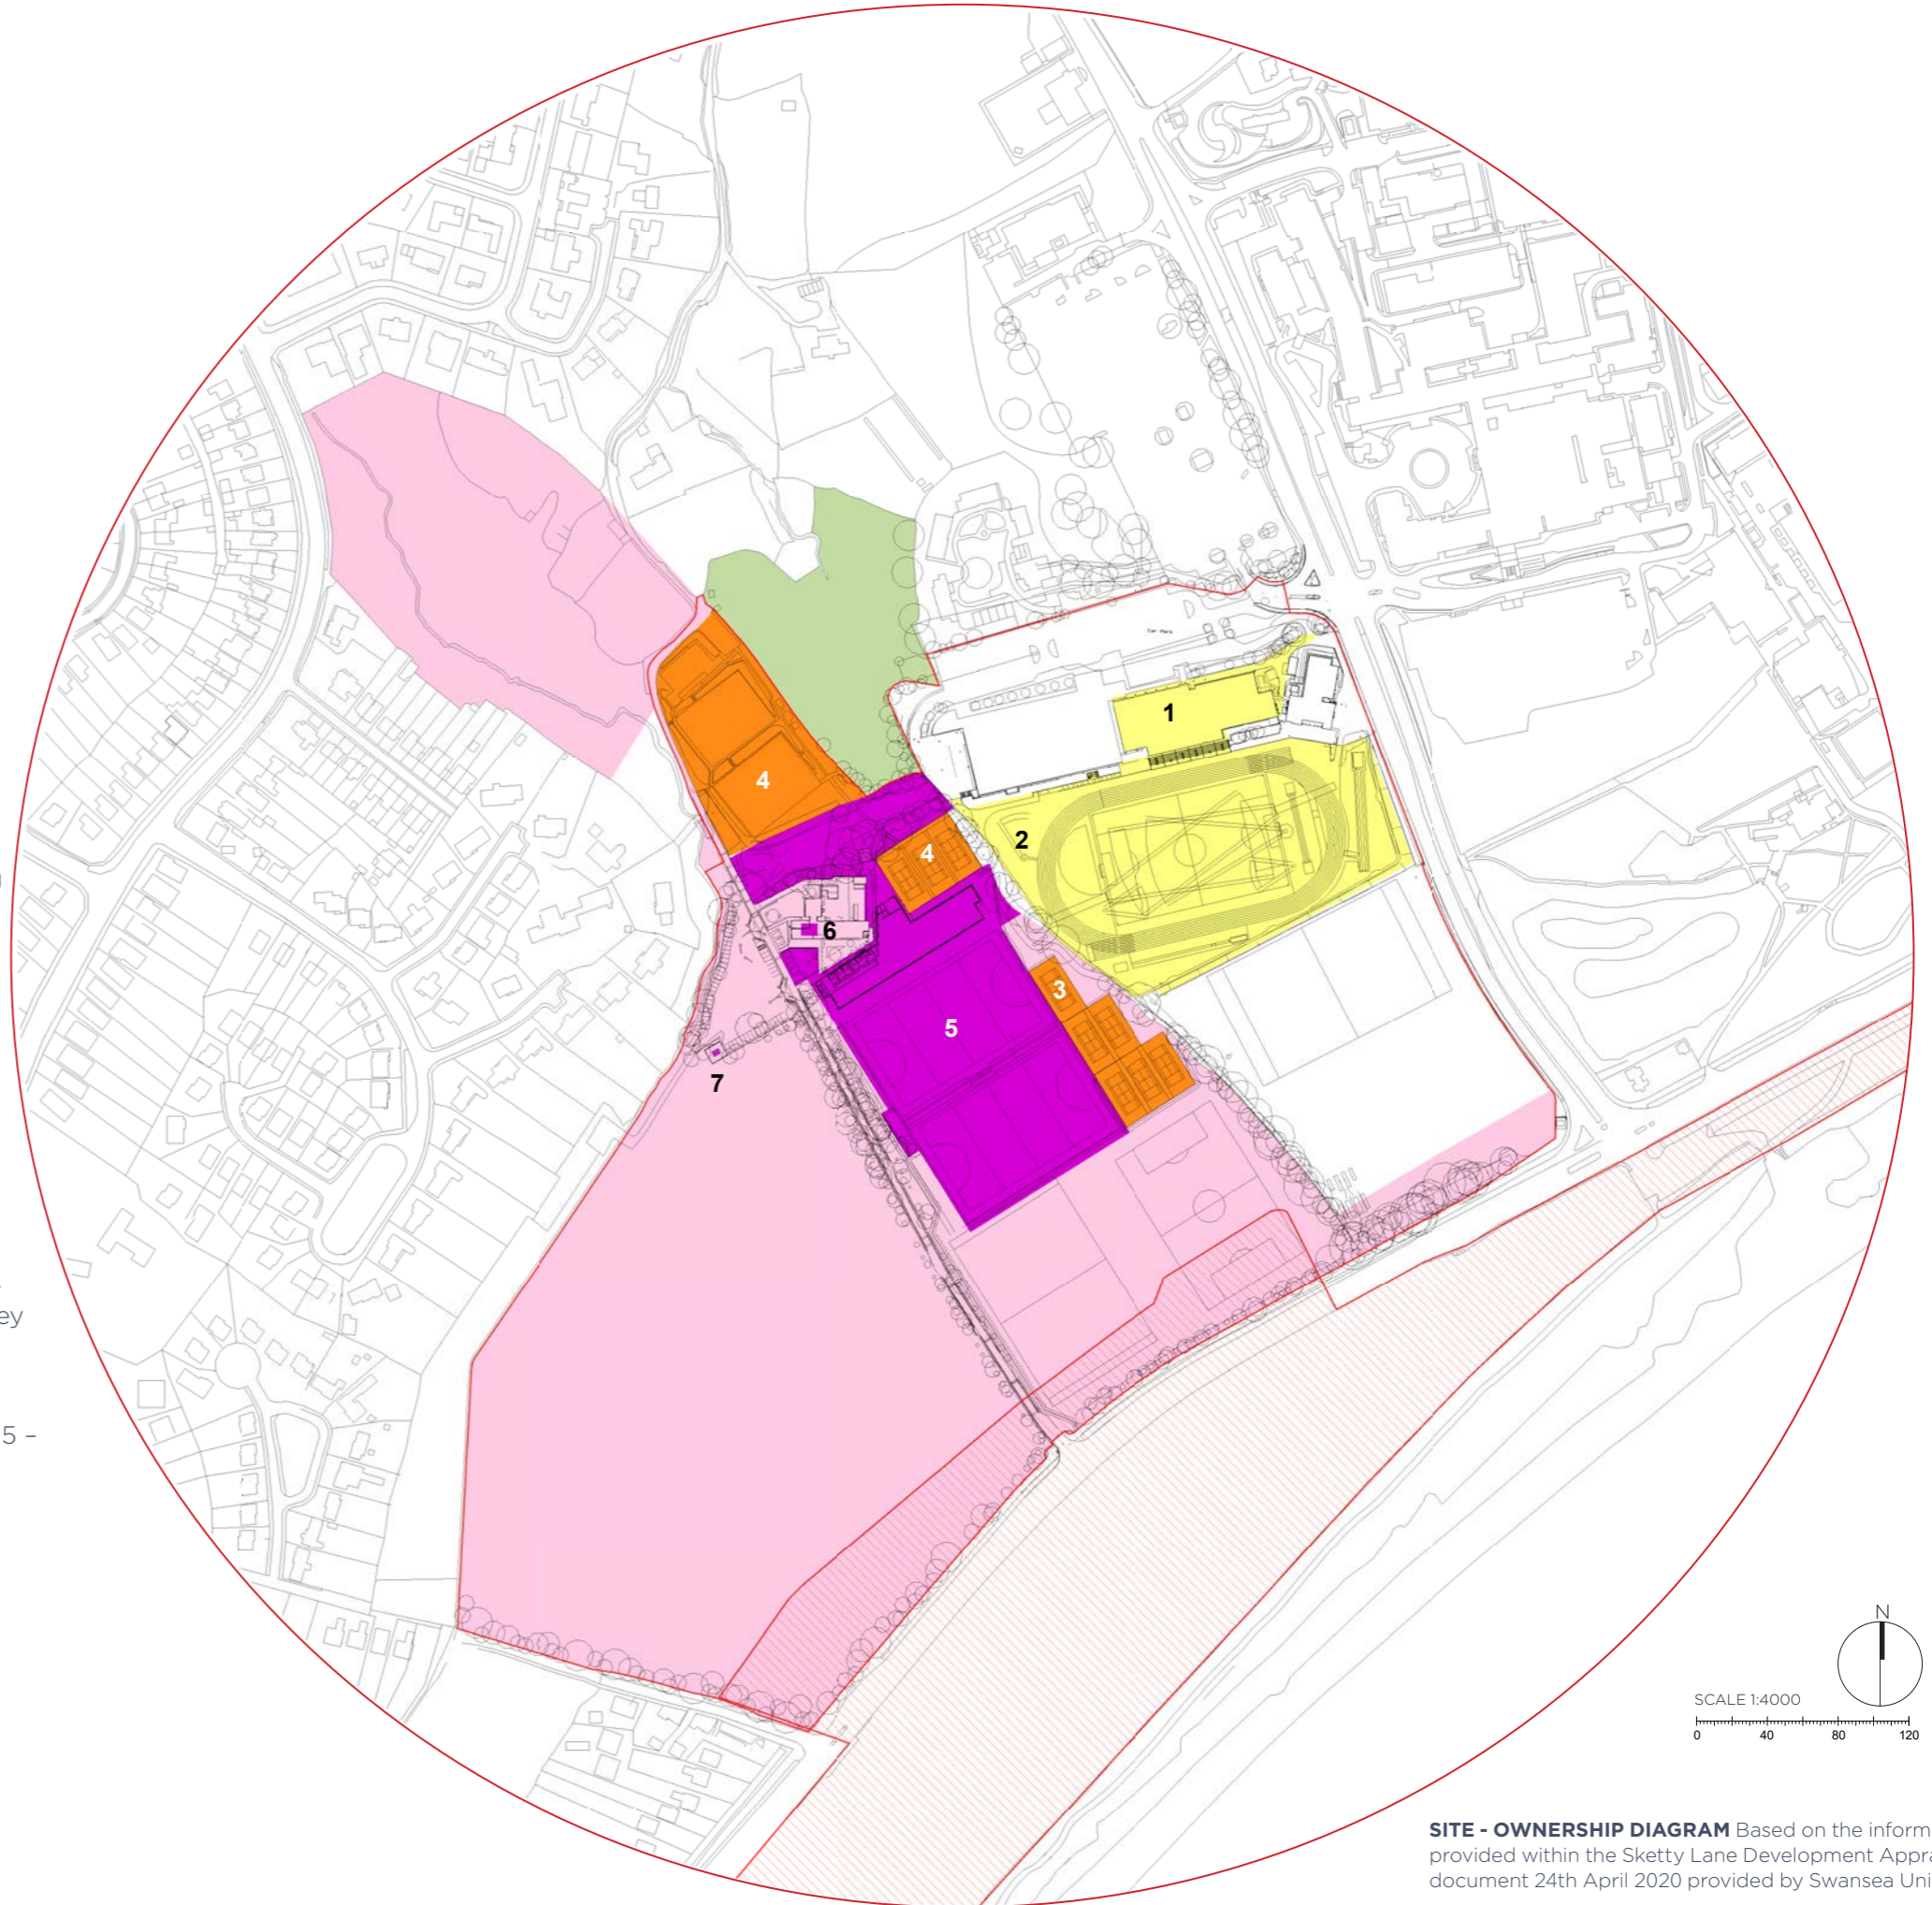 Car Park
1
2
4
4
6
3
5
7
ey
5 –
N
SCALE 1:4000
0 40 80 120
SITE - OWNERSHIP DIAGRAM Based on the inform
provided within the Sketty Lane Development Appra
document 24th April 2020 provided by Swansea Uni